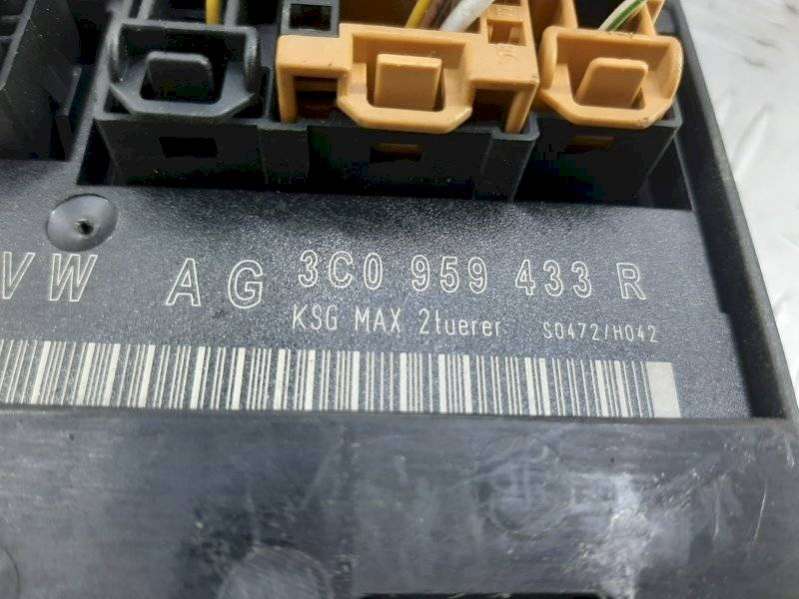 VW AG 3C0 959 433 R
KSG MAX 2tuerer S0472/H042